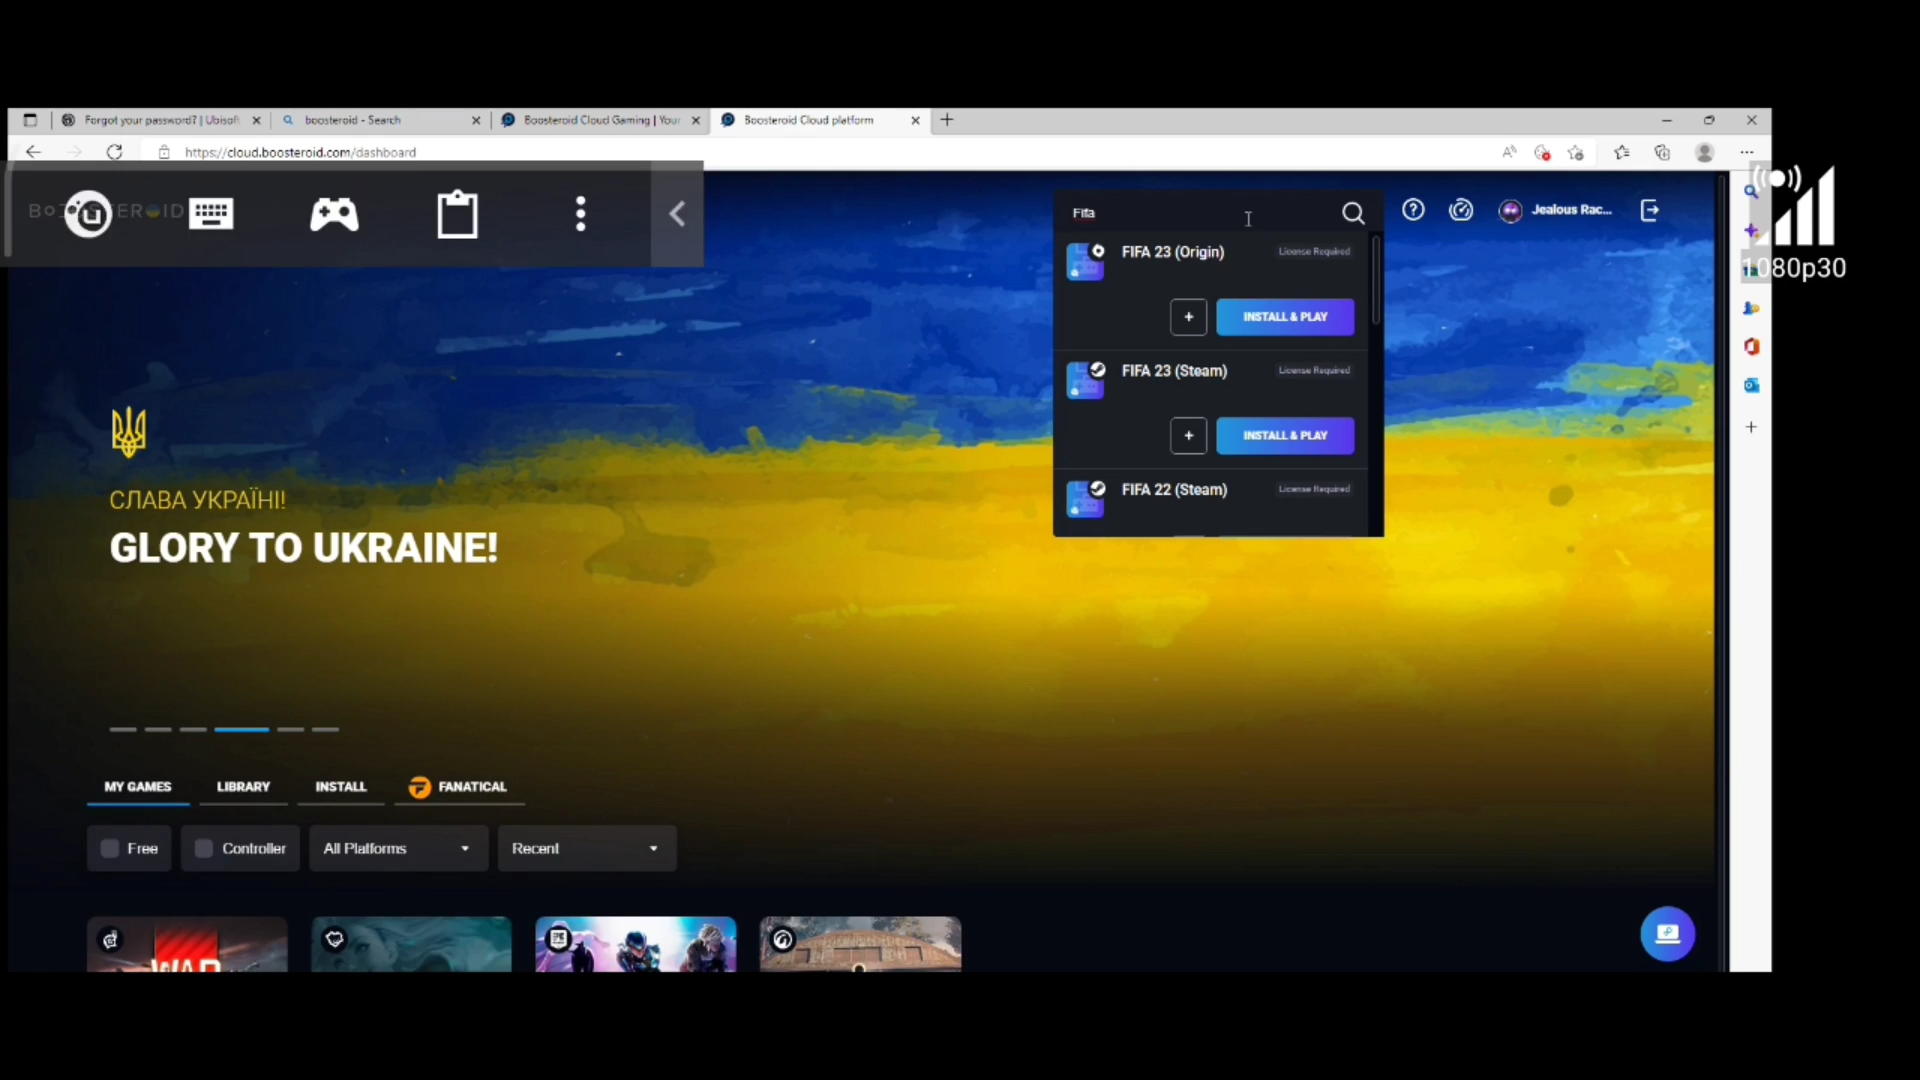 Forgot your password? | Ubisoft
boosteroid - Search
Boosteroid Cloud Gaming | Your
Boosteroid Cloud platform
https://cloud.boosteroid.com/dashboard
Fifa
Jealous Rac...
1080p30
FIFA 23 (Origin)
License Required
+
INSTALL & PLAY
FIFA 23 (Steam)
License Required
+
INSTALL & PLAY
FIFA 22 (Steam)
License Required
СЛАВА УКРАЇНІ!
GLORY TO UKRAINE!
MY GAMES
LIBRARY
INSTALL
FANATICAL
Free
Controller
All Platforms
Recent
WAR